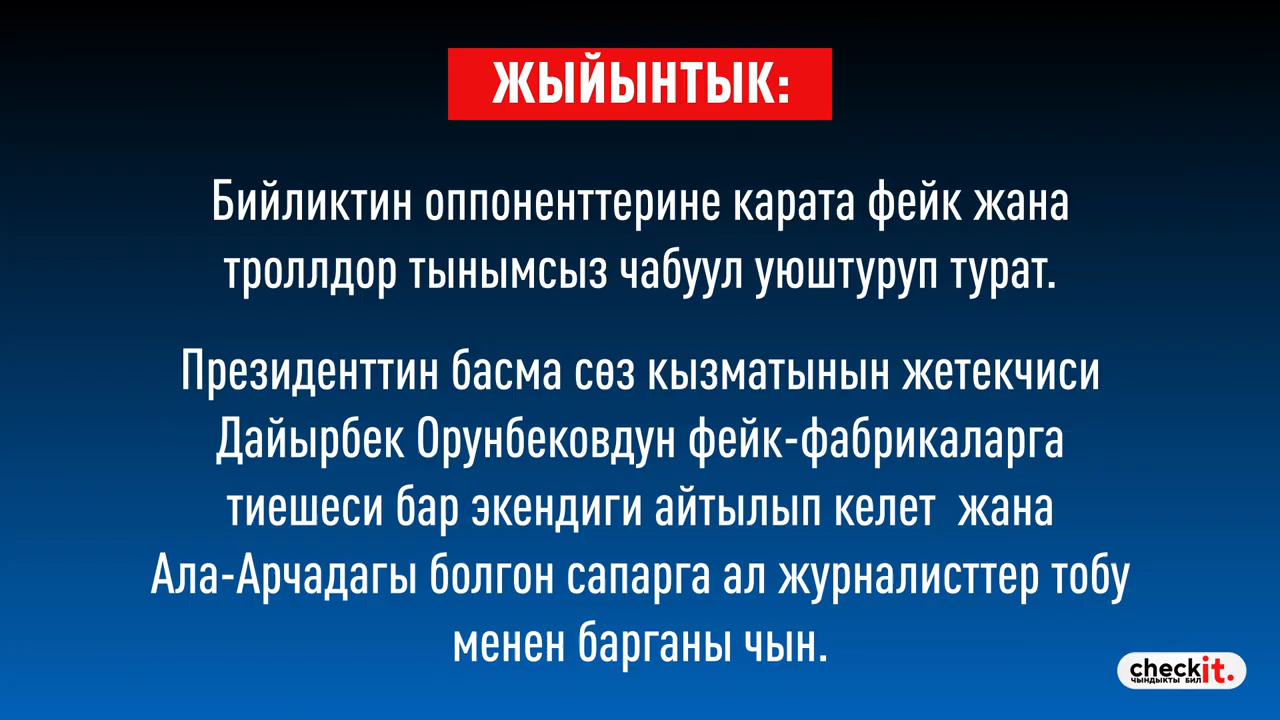 ЖЫЙЫНТЫК:
Бийликтин оппоненттерине карата фейк жана
троллдор тынымсыз чабуул уюштуруп турат.
Президенттин басма сөз кызматынын жетекчиси
Дайырбек Орунбековдун фейк-фабрикаларга
тиешеси бар экендиги айтылып келет жана
Ала-Арчадагы болгон сапарга ал журналисттер тобу
менен барганы чын.
checkit.
ЧЫНДЫКТЫ БИЛ